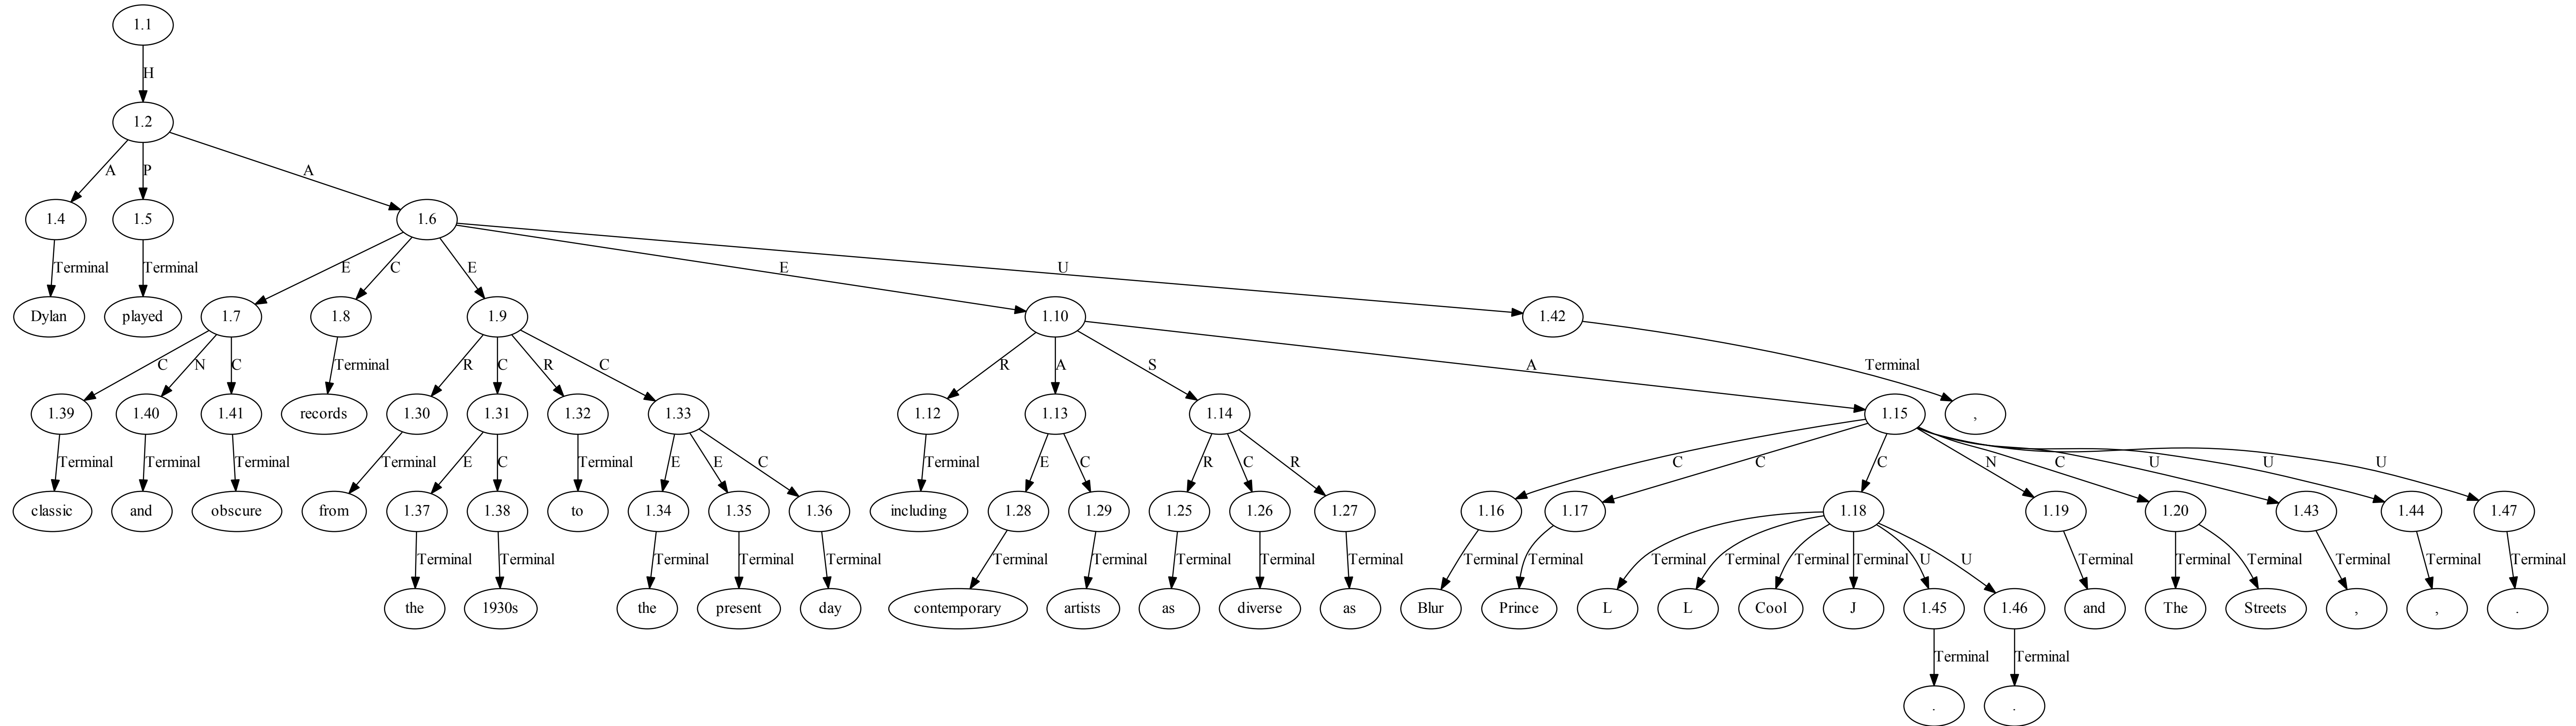 1.1
H
1.2
A P A
1.4 1.5 1.6
Terminal Terminal E C E E U
Dylan played 1.7 1.8 1.9 1.10 1.42
C N C Terminal R C R C R A S A Terminal
1.39 1.40 1.41 records 1.30 1.31 1.32 1.33 1.12 1.13 1.14 1.15 ,
Terminal Terminal Terminal Terminal E C Terminal E E C Terminal E C R C R C C C N C U U U
classic and obscure from 1.37 1.38 to 1.34 1.35 1.36 including 1.28 1.29 1.25 1.26 1.27 1.16 1.17 1.18 1.19 1.20 1.43 1.44 1.47
Terminal Terminal Terminal Terminal Terminal Terminal Terminal Terminal Terminal Terminal Terminal Terminal Terminal Terminal Terminal Terminal U U Terminal Terminal Terminal Terminal Terminal Terminal
the 1930s the present day contemporary artists as diverse as Blur Prince L L Cool J 1.45 1.46 and The Streets , , .
Terminal Terminal
. .